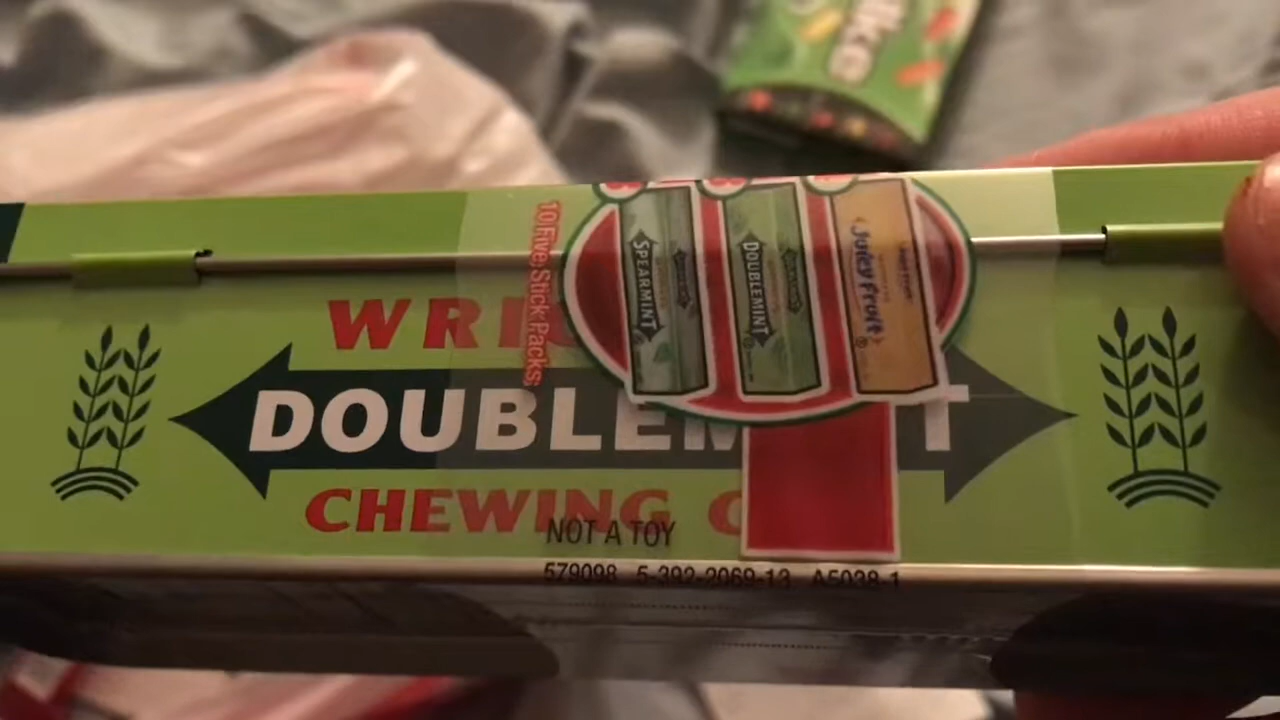 10 Five, Stick Packs:
SPEARMINT
DOUBLEMINT
Juicy Fruit
WRI
DOUBLEM T
CHEWING
NOT A TOY
579098 5-392-2069-13 A5038-1